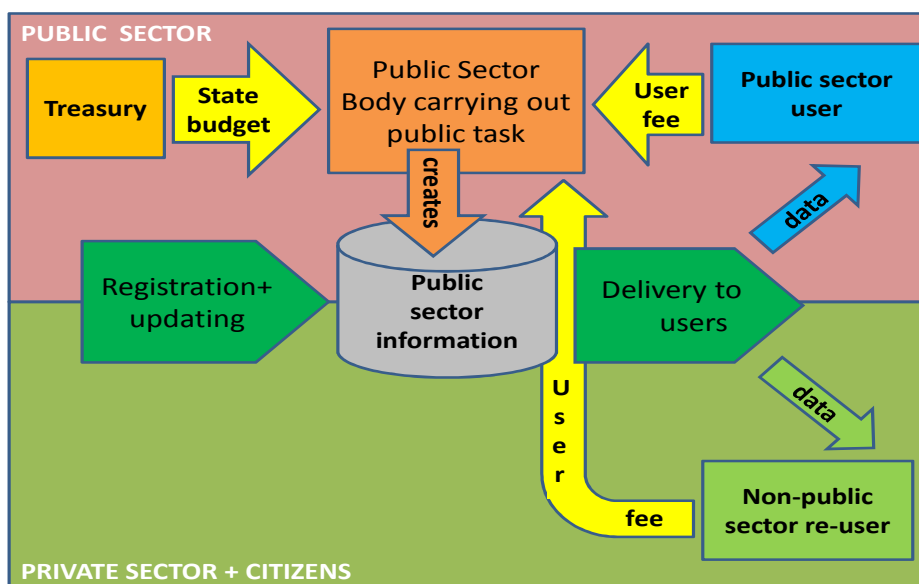 PUBLIC SECTOR
Treasury
State
budget
Public Sector
Body carrying out
public task
User
fee
Public sector
user
creates
data
Registration+
updating
Public
sector
information
Delivery to
users
data
User
fee
Non-public
sector re-user
PRIVATE SECTOR + CITIZENS